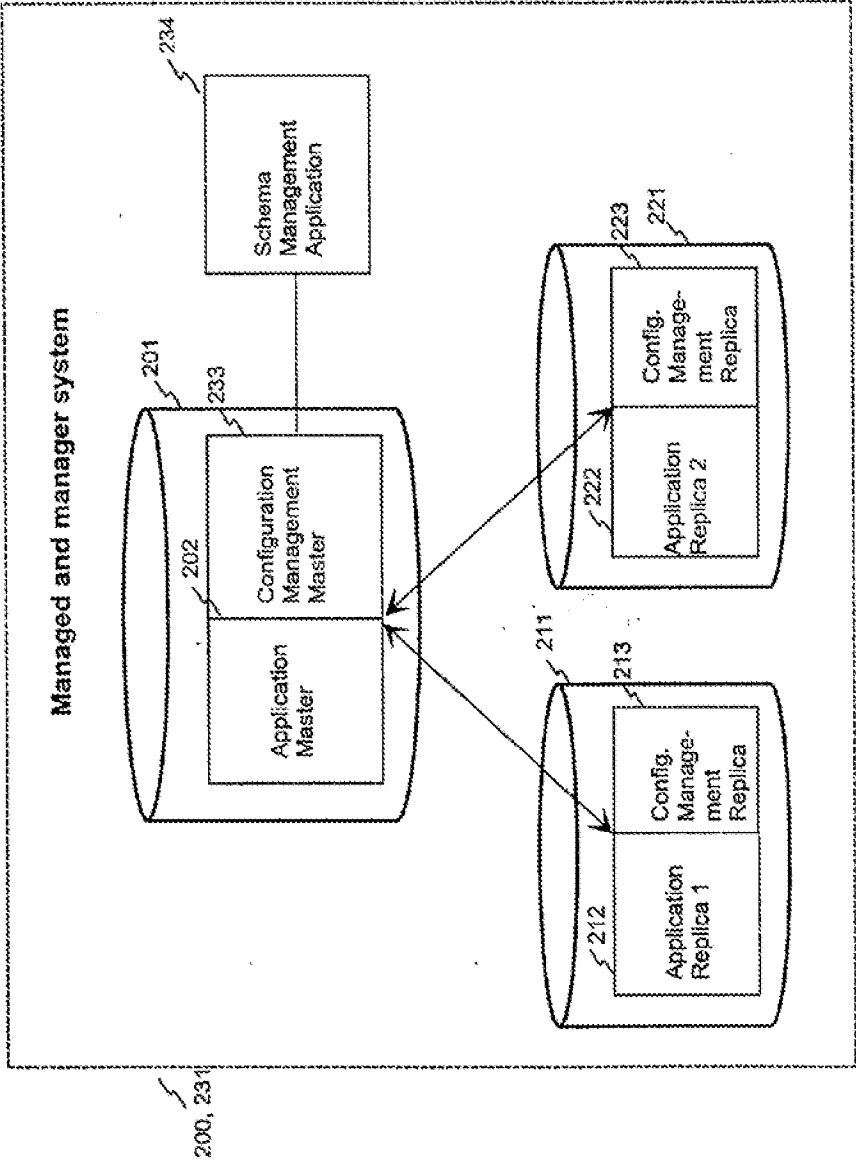 Managed and manager system
201
233
234
202
Application
Master
Configuration
Management
Master
Schema
Management
Application
211
213
212
Application
Replica 1
Config.
Manage-
ment
Replica
223
221
222
Application
Replica 2
Config.
Manage-
ment
Replica
200, 231